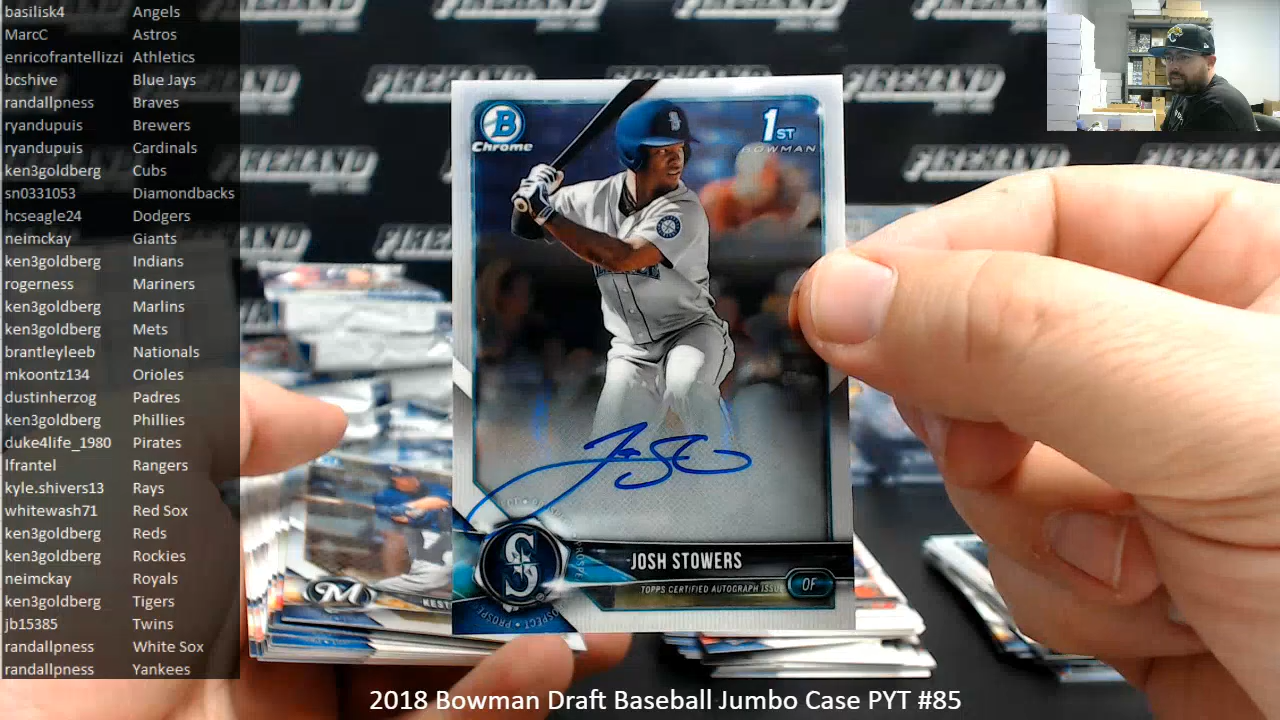 basilisk4 Angels
MarcC Astros
enricofrantellizzi Athletics
bcshive Blue Jays
randallpness Braves
ryandupuis Brewers
ryandupuis Cardinals
ken3goldberg Cubs
sn0331053 Diamondbacks
hcseagle24 Dodgers
neimckay Giants
ken3goldberg Indians
rogerness Mariners
ken3goldberg Marlins
ken3goldberg Mets
brantleyleeb Nationals
mkoontz134 Orioles
dustinherzog Padres
ken3goldberg Phillies
duke4life_1980 Pirates
lfrantel Rangers
kyle.shivers13 Rays
whitewash71 Red Sox
ken3goldberg Reds
ken3goldberg Rockies
neimckay Royals
ken3goldberg Tigers
jb15385 Twins
randallpness White Sox
randallpness Yankees
B
Chrome
1ST
BOWMAN
S
JOSH STOWERS
TOPPS CERTIFIED AUTOGRAPH ISSUE
OF
M
KEST
2018 Bowman Draft Baseball Jumbo Case PYT #85